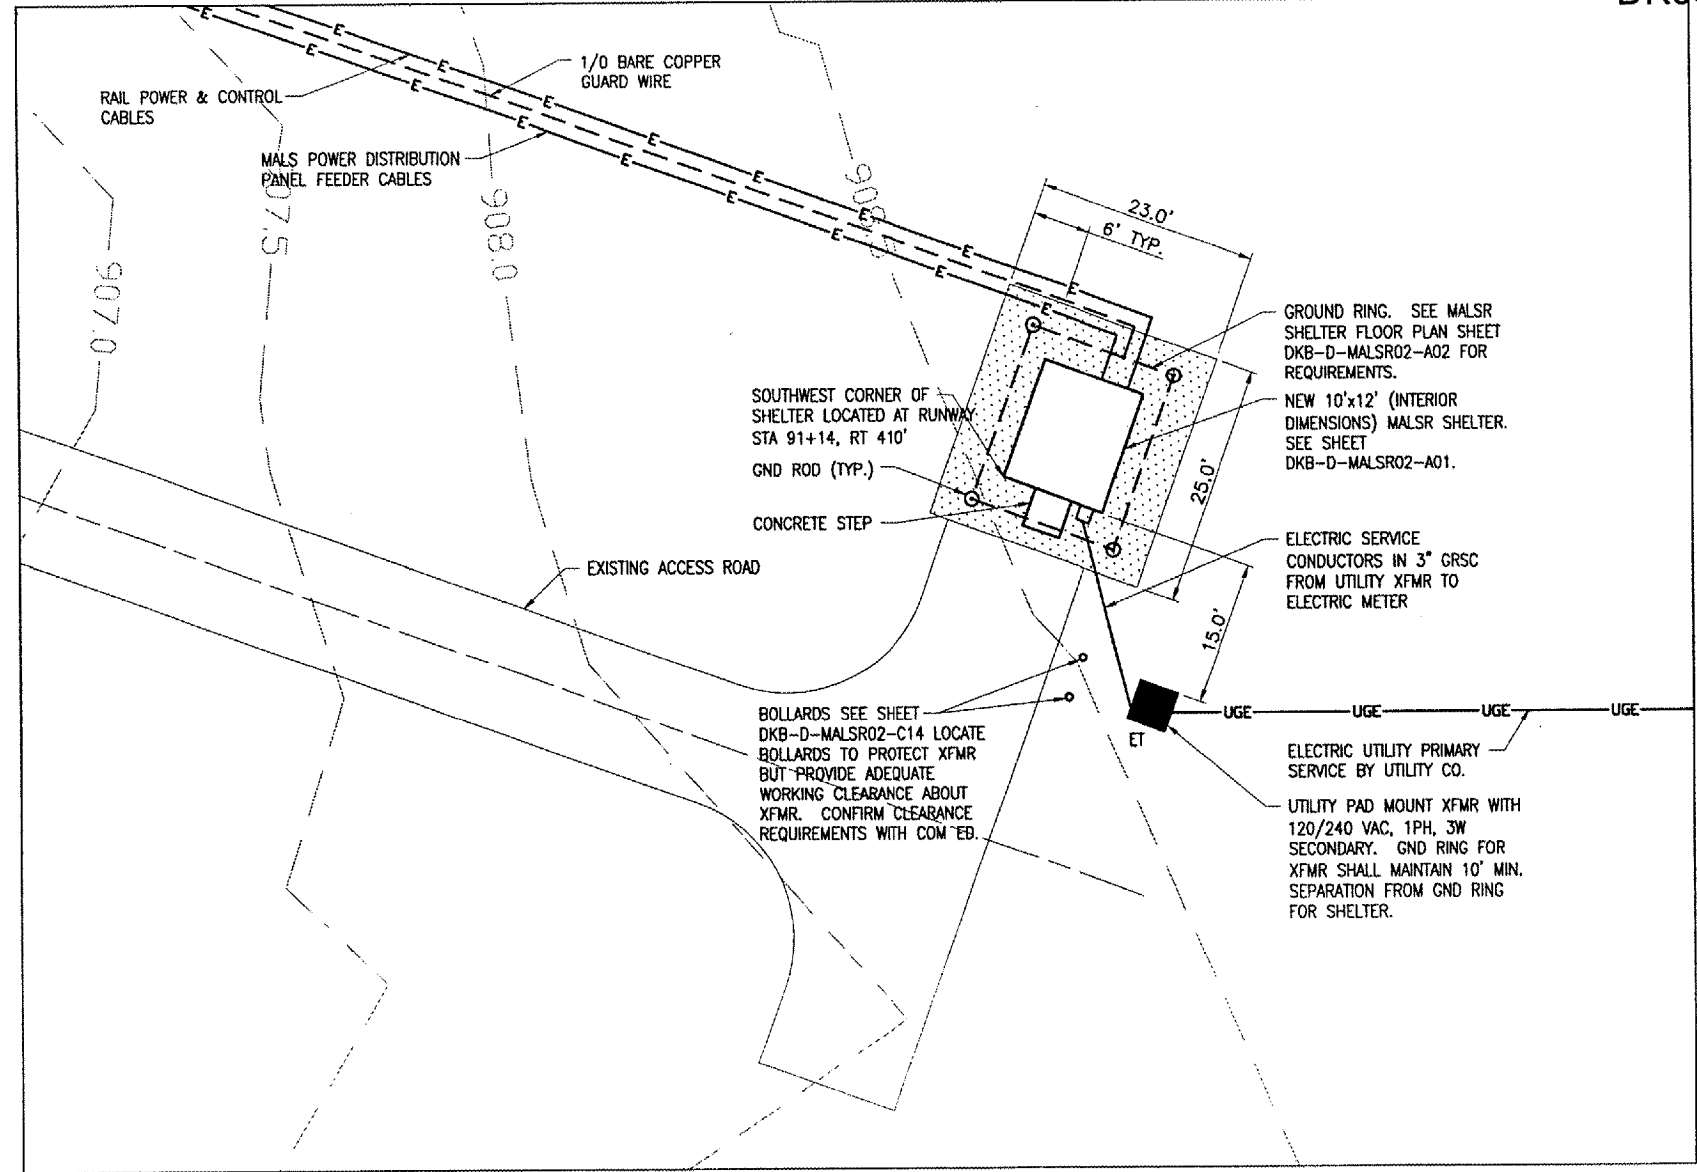 1/0 BARE COPPER
GUARD WIRE
RAIL POWER & CONTROL
CABLES
MALS POWER DISTRIBUTION
PANEL FEEDER CABLES
E E E E E E E E
E E E E E E E E E
907.0
908.0
23.0'
6' TYP.
GROUND RING. SEE MALSR
SHELTER FLOOR PLAN SHEET
DKB-D-MALSR02-A02 FOR
REQUIREMENTS.
NEW 10'x12' (INTERIOR
DIMENSIONS) MALSR SHELTER.
SEE SHEET
DKB-D-MALSR02-A01.
SOUTHWEST CORNER OF
SHELTER LOCATED AT RUNWAY
STA 91+14, RT 410'
GND ROD (TYP.)
CONCRETE STEP
25.0'
ELECTRIC SERVICE
CONDUCTORS IN 3" GRSC
FROM UTILITY XFMR TO
ELECTRIC METER
EXISTING ACCESS ROAD
15.0'
BOLLARDS SEE SHEET
DKB-D-MALSR02-C14 LOCATE
BOLLARDS TO PROTECT XFMR
BUT PROVIDE ADEQUATE
WORKING CLEARANCE ABOUT
XFMR. CONFIRM CLEARANCE
REQUIREMENTS WITH COM ED.
ET
UGE UGE UGE UGE
ELECTRIC UTILITY PRIMARY
SERVICE BY UTILITY CO.
UTILITY PAD MOUNT XFMR WITH
120/240 VAC, 1PH, 3W
SECONDARY. GND RING FOR
XFMR SHALL MAINTAIN 10' MIN.
SEPARATION FROM GND RING
FOR SHELTER.